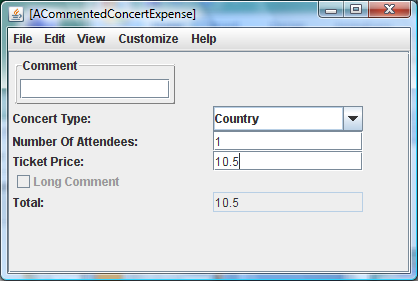 [ACommentedConcertExpense]
File Edit View Customize Help
Comment
Concert Type: Country
Number Of Attendees: 1
Ticket Price: 10.5
Long Comment
Total: 10.5